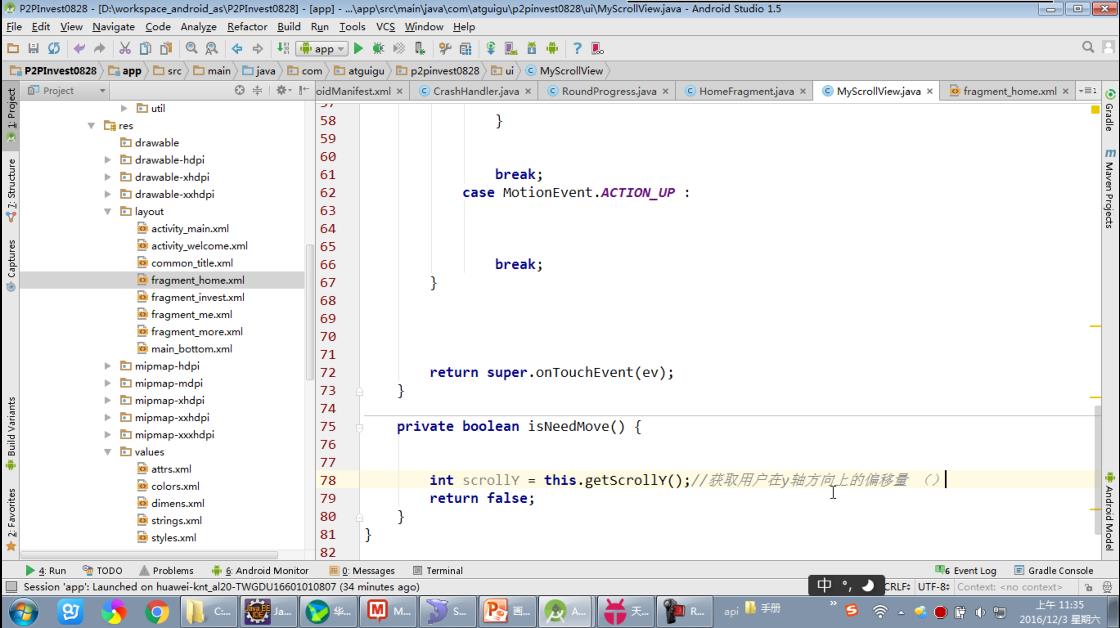 P2PInvest0828 - [D:\workspace_android_as\P2PInvest0828] - [app] - ...\app\src\main\java\com\atguigu\p2pinvest0828\ui\MyScrollView.java - Android Studio 1.5
File Edit View Navigate Code Analyze Refactor Build Run Tools VCS Window Help
app
P2PInvest0828 app src main java com atguigu p2pinvest0828 ui MyScrollView
Project
oidManifest.xml CrashHandler.java RoundProgress.java HomeFragment.java MyScrollView.java fragment_home.xml
1: Project
7: Structure
Captures
Build Variants
2: Favorites
util
res
drawable
drawable-hdpi
drawable-xhdpi
drawable-xxhdpi
layout
activity_main.xml
activity_welcome.xml
common_title.xml
fragment_home.xml
fragment_invest.xml
fragment_me.xml
fragment_more.xml
main_bottom.xml
mipmap-hdpi
mipmap-mdpi
mipmap-xhdpi
mipmap-xxhdpi
mipmap-xxxhdpi
values
attrs.xml
colors.xml
dimens.xml
strings.xml
styles.xml
57
58 }
59
60
61 break;
62 case MotionEvent.ACTION_UP :
63
64
65
66 break;
67 }
68
69
70
71
72 return super.onTouchEvent(ev);
73 }
74
75 private boolean isNeedMove() {
76
77
78 int scrollY = this.getScrollY();//获取用户在y轴方向上的偏移量 （）
79 return false;
80 }
81 }
82
Gradle
Maven Projects
Android Model
4: Run TODO Problems 6: Android Monitor 0: Messages Terminal Event Log Gradle Console
Session 'app': Launched on huawei-knt_al20-TWGDU16601010807 (34 minutes ago) CRLF÷ UTF-8÷ Context: <no context>
中 °,
C... Ja... 华... M... S... 画... A... 天... R... api 手册
上午 11:35
2016/12/3 星期六